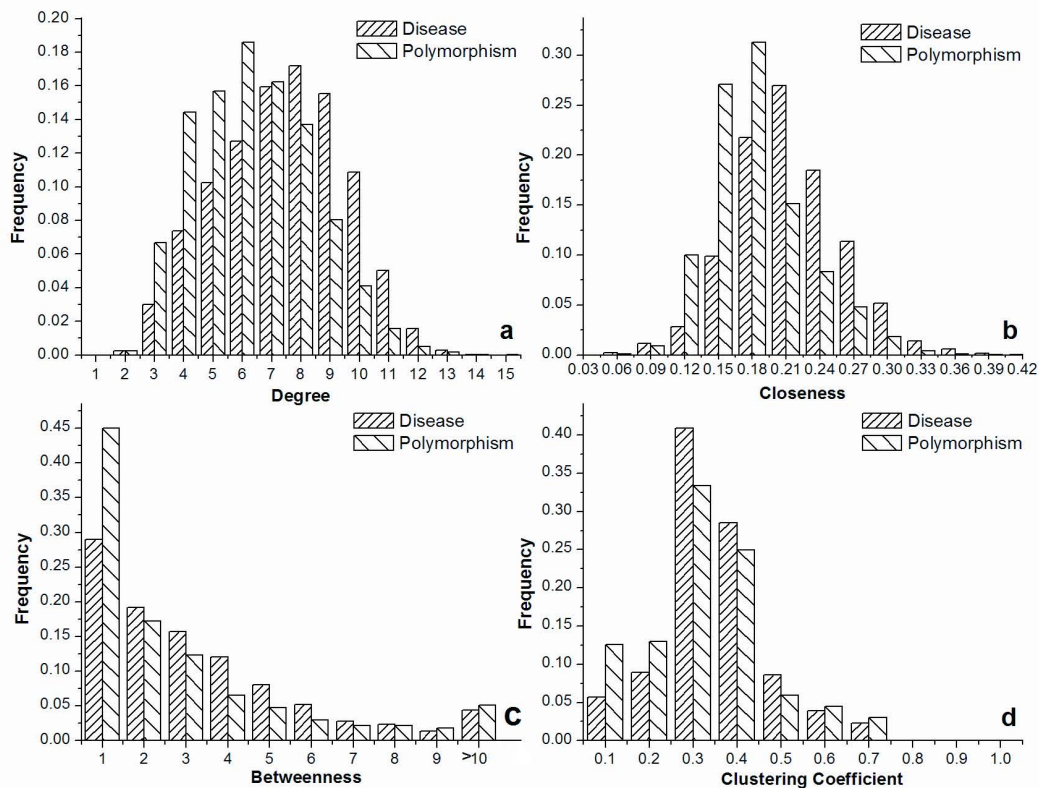 0.20
0.18
0.16
0.14
0.12
0.10
0.08
0.06
0.04
0.02
0.00
Frequency
Disease
Polymorphism
a
1 2 3 4 5 6 7 8 9 10 11 12 13 14 15
Degree
0.30
0.25
0.20
0.15
0.10
0.05
0.00
Frequency
Disease
Polymorphism
b
0.03 0.06 0.09 0.12 0.15 0.18 0.21 0.24 0.27 0.30 0.33 0.36 0.39 0.42
Closeness
0.45
0.40
0.35
0.30
0.25
0.20
0.15
0.10
0.05
0.00
Frequency
Disease
Polymorphism
c
1 2 3 4 5 6 7 8 9 >10
Betweenness
0.40
0.35
0.30
0.25
0.20
0.15
0.10
0.05
0.00
Frequency
Disease
Polymorphism
d
0.1 0.2 0.3 0.4 0.5 0.6 0.7 0.8 0.9 1.0
Clustering Coefficient